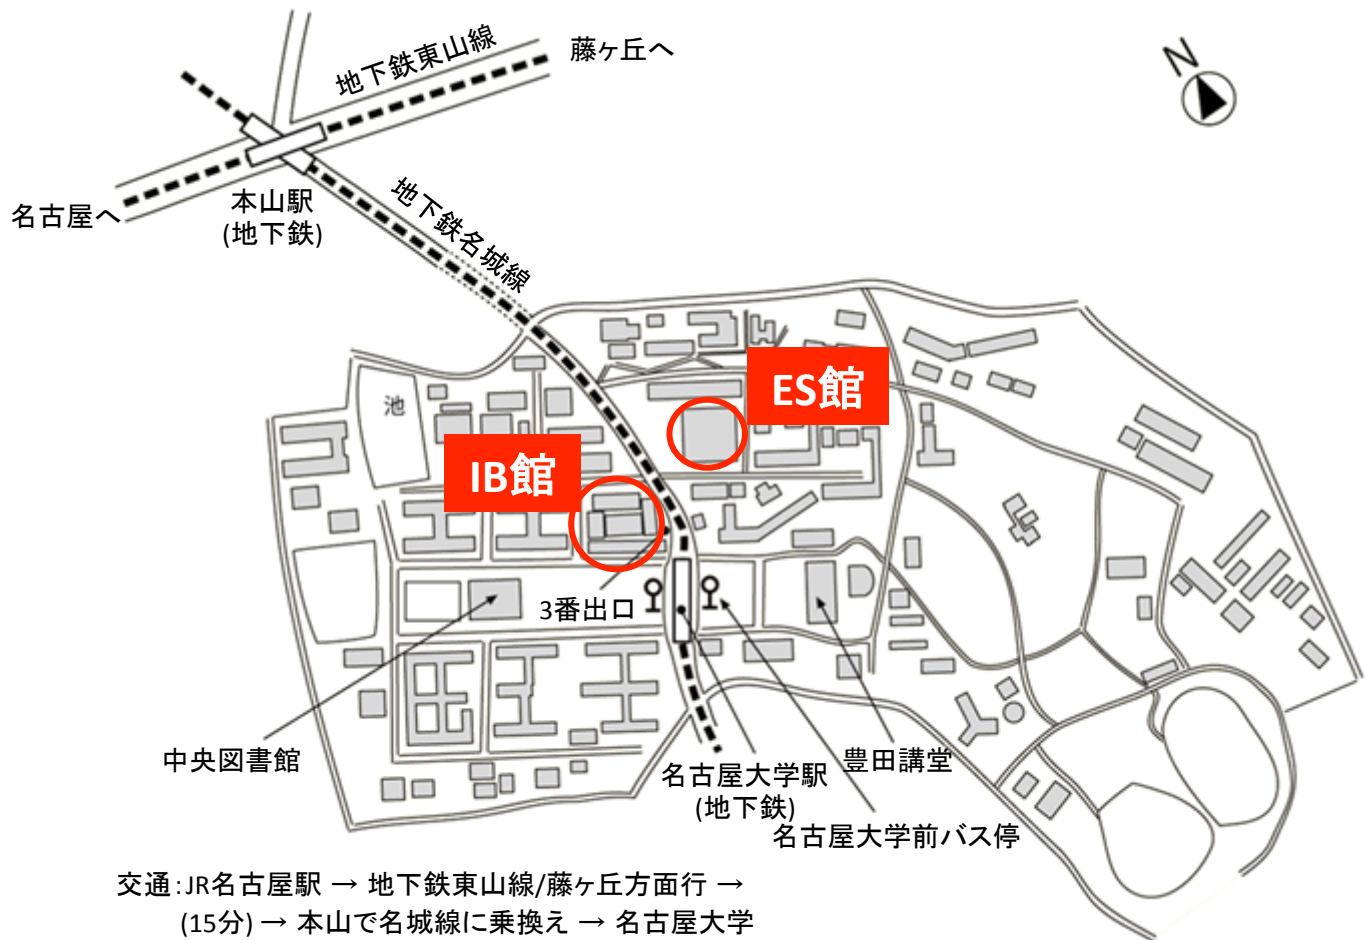 地下鉄東山線
藤ヶ丘へ
N
名古屋へ
本山駅
(地下鉄)
地下鉄名城線
池
ES館
IB館
3番出口
中央図書館
名古屋大学駅
(地下鉄)
豊田講堂
名古屋大学前バス停
交通:JR名古屋駅 → 地下鉄東山線/藤ヶ丘方面行 →
(15分) → 本山で名城線に乗換え → 名古屋大学